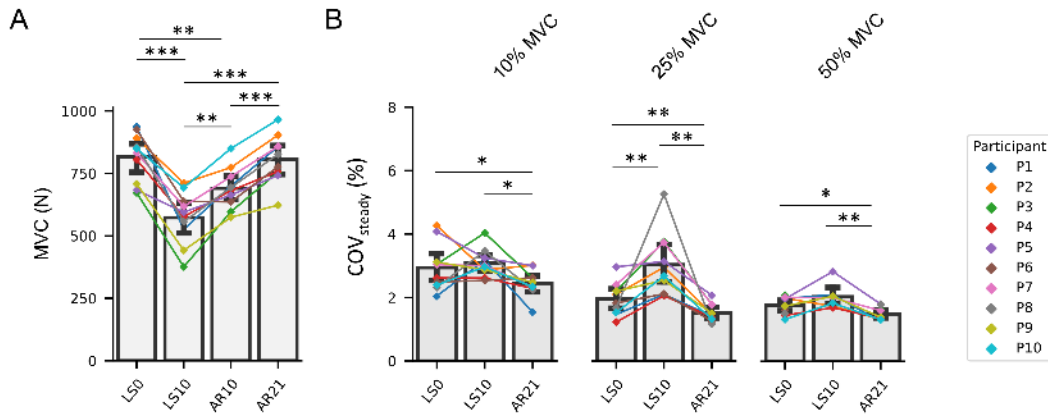 A
B
10% MVC
25% MVC
50% MVC
**
***
***
***
**
1000
750
500
250
0
MVC (N)
LS0
LS10
AR10
AR21
8
6
4
2
0
COVsteady (%)
*
*
LS0
LS10
AR21
**
**
**
LS0
LS10
AR21
*
**
LS0
LS10
AR21
Participant
P1
P2
P3
P4
P5
P6
P7
P8
P9
P10